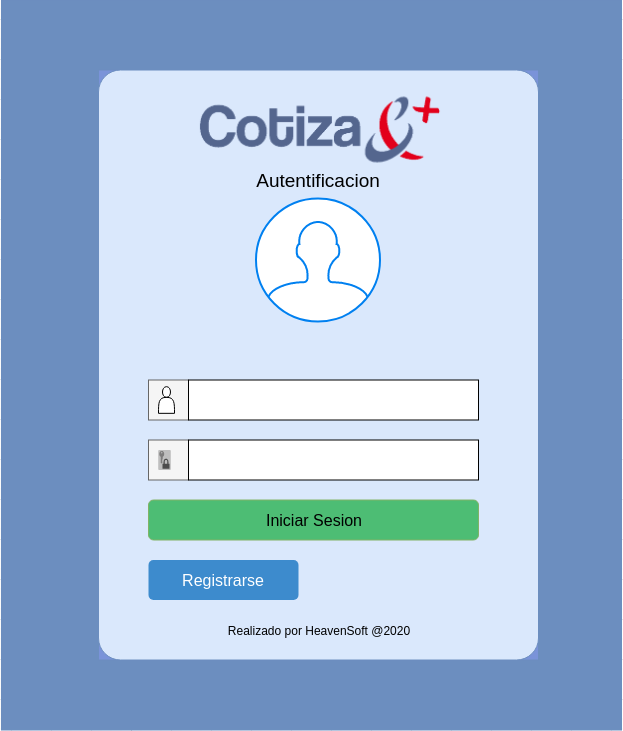 Cotiza &+
Autentificacion
Iniciar Sesion
Registrarse
Realizado por HeavenSoft @2020